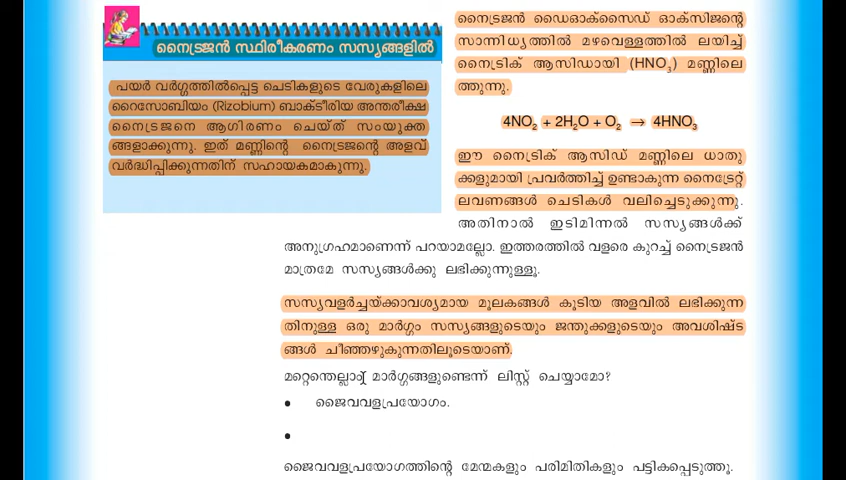 നൈട്രജൻ സ്ഥിരീകരണം സസ്യങ്ങളിൽ
പയർ വർഗ്ഗത്തിൽപ്പെട്ട ചെടികളുടെ വേരുകളിലെ
റൈസോബിയം (Rizobium) ബാക്ടീരിയ അന്തരീക്ഷ
നൈട്രജനെ ആഗിരണം ചെയ്ത് സംയുക്ത
ങ്ങളാക്കുന്നു. ഇത് മണ്ണിന്റെ നൈട്രജന്റെ അളവ്
വർദ്ധിപ്പിക്കുന്നതിന് സഹായകമാകുന്നു.
നൈട്രജൻ ഡൈഓക്സൈഡ് ഓക്സിജന്റെ
സാന്നിധ്യത്തിൽ മഴവെള്ളത്തിൽ ലയിച്ച്
നൈട്രിക് ആസിഡായി (HNO₃) മണ്ണിലെ
ത്തുന്നു.
4NO₂ + 2H₂O + O₂ → 4HNO₃
ഈ നൈട്രിക് ആസിഡ് മണ്ണിലെ ധാതു
ക്കളുമായി പ്രവർത്തിച്ച് ഉണ്ടാകുന്ന നൈട്രേറ്റ്
ലവണങ്ങൾ ചെടികൾ വലിച്ചെടുക്കുന്നു.
അതിനാൽ ഇടിമിന്നൽ സസ്യങ്ങൾക്ക്
അനുഗ്രഹമാണെന്ന് പറയാമല്ലോ. ഇത്തരത്തിൽ വളരെ കുറച്ച് നൈട്രജൻ
മാത്രമേ സസ്യങ്ങൾക്കു ലഭിക്കുന്നുള്ളൂ.
സസ്യവളർച്ചയ്ക്കാവശ്യമായ മൂലകങ്ങൾ കൂടിയ അളവിൽ ലഭിക്കുന്ന
തിനുള്ള ഒരു മാർഗ്ഗം സസ്യങ്ങളുടെയും ജന്തുക്കളുടെയും അവശിഷ്ട
ങ്ങൾ ചീഞ്ഞഴുകുന്നതിലൂടെയാണ്.
മറ്റെന്തെല്ലാം മാർഗ്ഗങ്ങളുണ്ടെന്ന് ലിസ്റ്റ് ചെയ്യാമോ?
• ജൈവവളപ്രയോഗം.
•
ജൈവവളപ്രയോഗത്തിന്റെ മേന്മകളും പരിമിതികളും പട്ടികപ്പെടുത്തൂ.